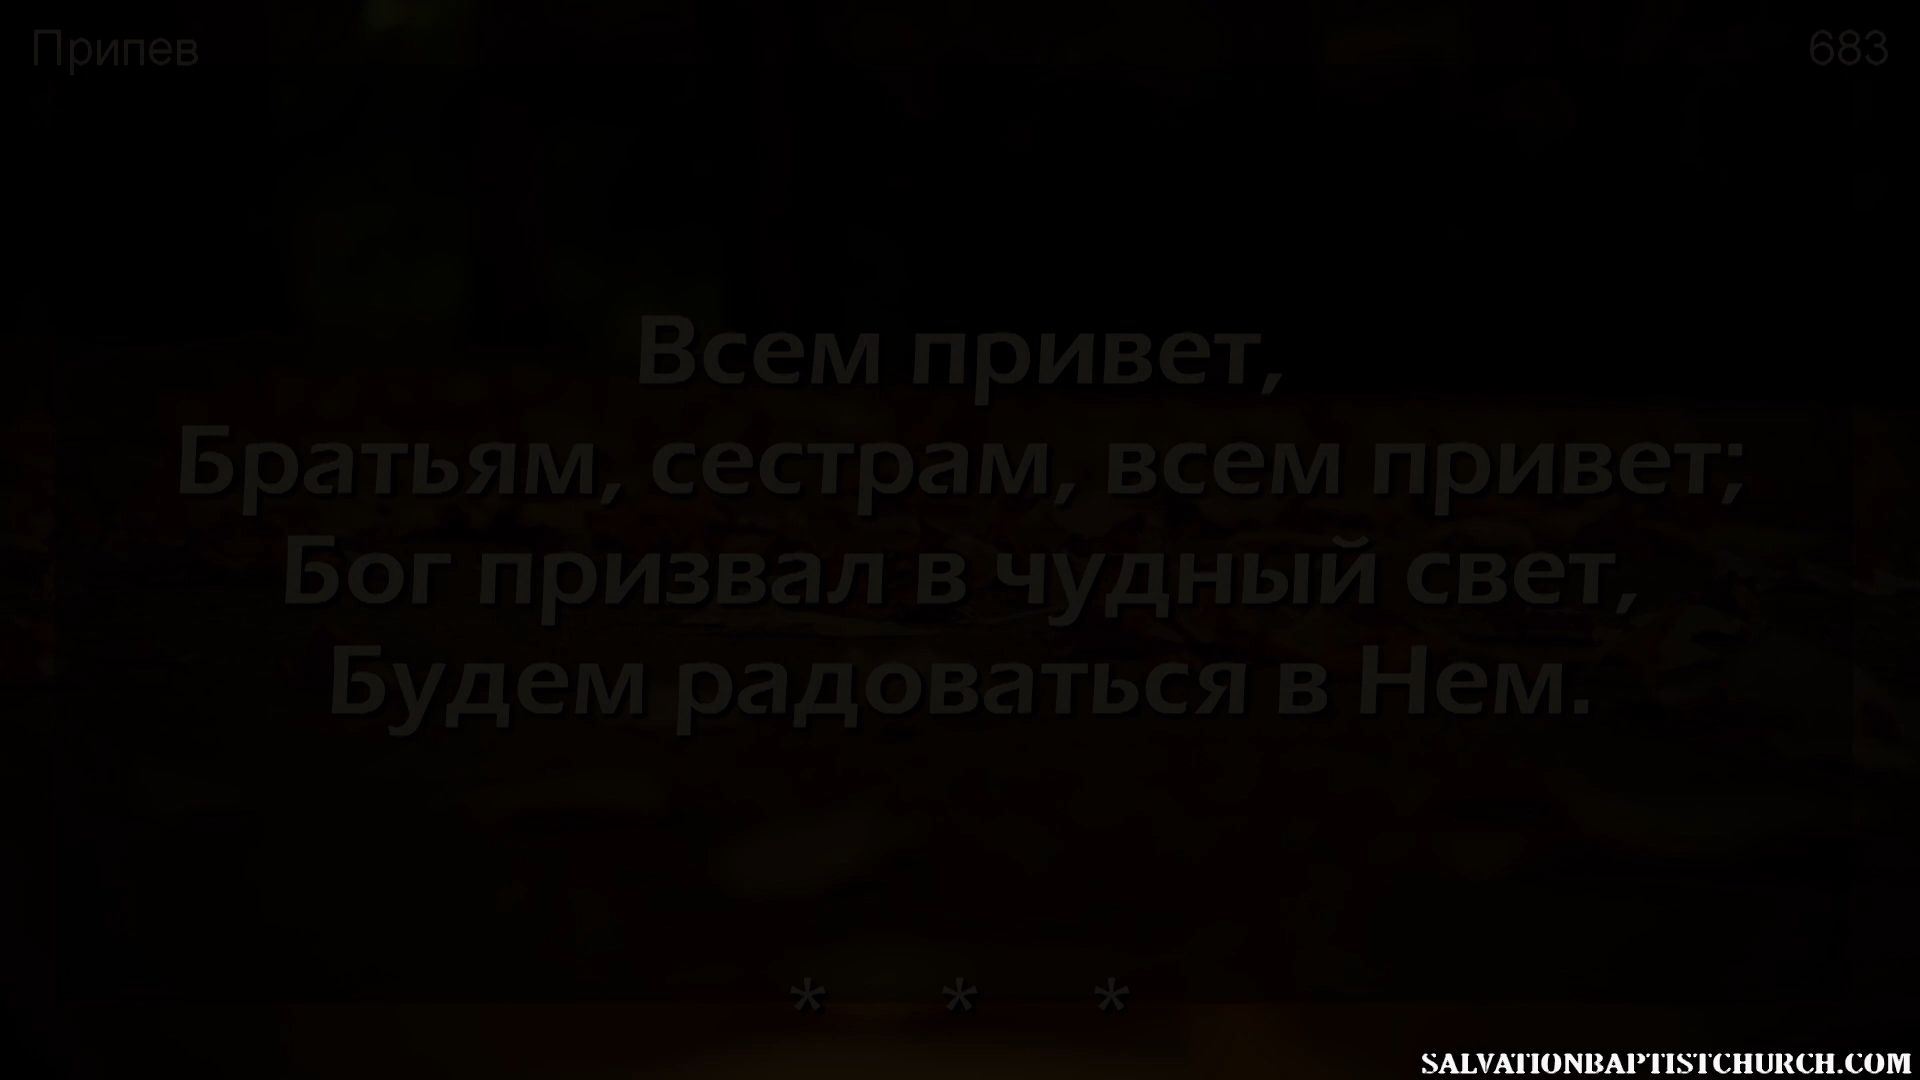 Припев
683
Всем привет,
Братьям, сестрам, всем привет;
Бог призвал в чудный свет,
Будем радоваться в Нем.
* * *
SALVATIONBAPTISTCHURCH.COM